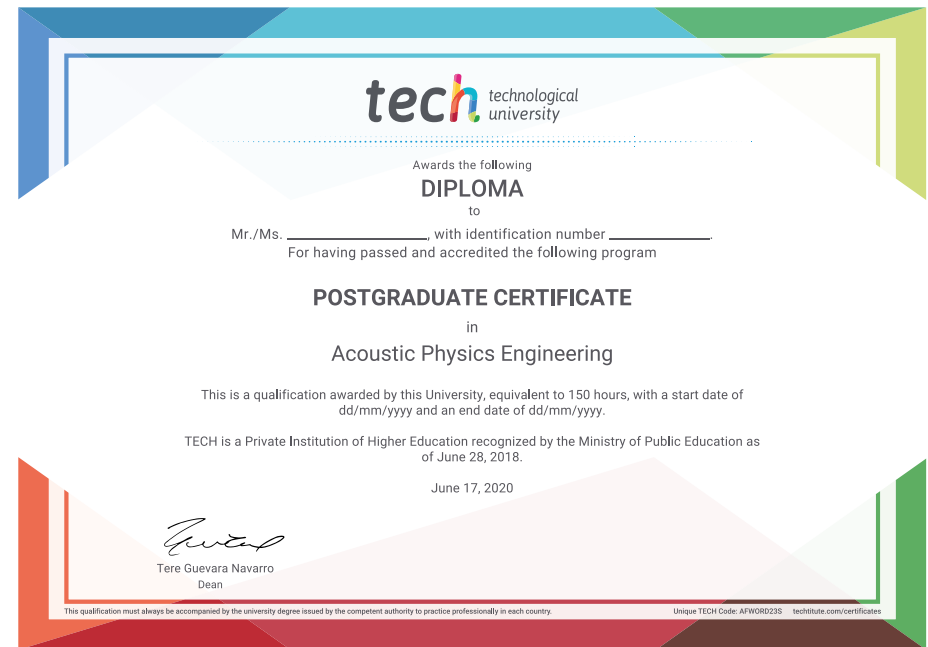 tech technological
university
Awards the following
DIPLOMA
to
Mr./Ms. ____________________, with identification number ______________.
For having passed and accredited the following program
POSTGRADUATE CERTIFICATE
in
Acoustic Physics Engineering
This is a qualification awarded by this University, equivalent to 150 hours, with a start date of
dd/mm/yyyy and an end date of dd/mm/yyyy.
TECH is a Private Institution of Higher Education recognized by the Ministry of Public Education as
of June 28, 2018.
June 17, 2020
Tere Guevara Navarro
Dean
This qualification must always be accompanied by the university degree issued by the competent authority to practice professionally in each country.
Unique TECH Code: AFWORD23S techtitute.com/certificates